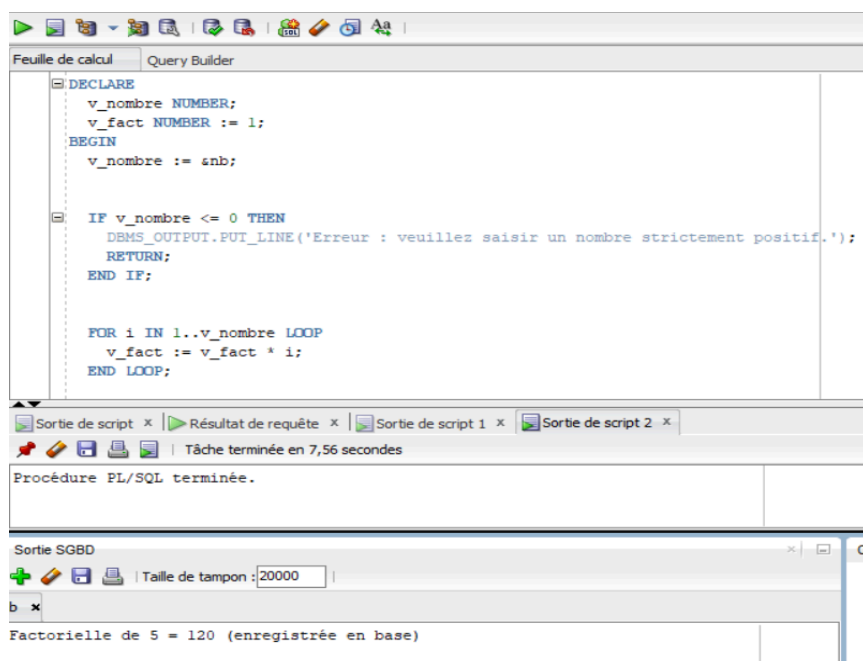 Feuille de calcul Query Builder
DECLARE
v_nombre NUMBER;
v_fact NUMBER := 1;
BEGIN
v_nombre := &nb;
IF v_nombre <= 0 THEN
DBMS_OUTPUT.PUT_LINE('Erreur : veuillez saisir un nombre strictement positif.');
RETURN;
END IF;
FOR i IN 1..v_nombre LOOP
v_fact := v_fact * i;
END LOOP;
Sortie de script x Résultat de requête x Sortie de script 1 x Sortie de script 2 x
Tâche terminée en 7,56 secondes
Procédure PL/SQL terminée.
Sortie SGBD
Taille de tampon : 20000
b x
Factorielle de 5 = 120 (enregistrée en base)